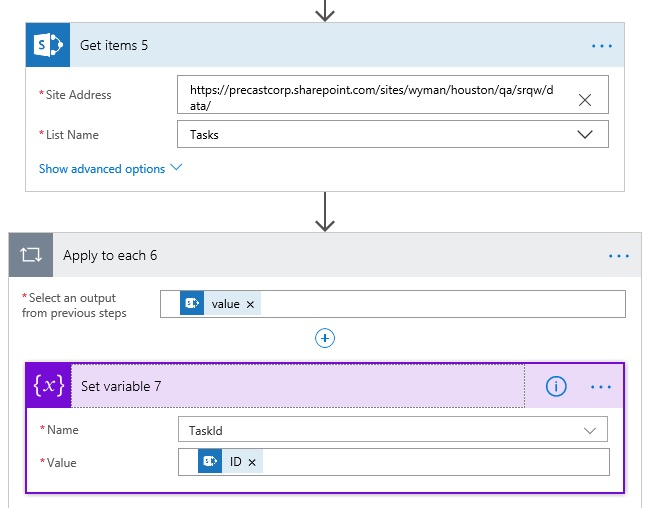 Get items 5
...
* Site Address
https://precastcorp.sharepoint.com/sites/wyman/houston/qa/srqw/d
ata/
* List Name
Tasks
Show advanced options
Apply to each 6
...
* Select an output
from previous steps
value ×
{x} Set variable 7
...
* Name
TaskId
* Value
ID ×